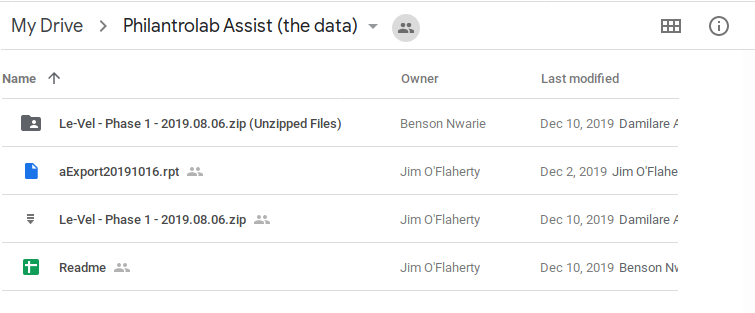 My Drive > Philantrolab Assist (the data)
Name Owner Last modified
Le-Vel - Phase 1 - 2019.08.06.zip (Unzipped Files) Benson Nwarie Dec 10, 2019 Damilare A
aExport20191016.rpt Jim O'Flaherty Dec 2, 2019 Jim O'Flahe
Le-Vel - Phase 1 - 2019.08.06.zip Jim O'Flaherty Dec 10, 2019 Damilare A
Readme Jim O'Flaherty Dec 10, 2019 Benson